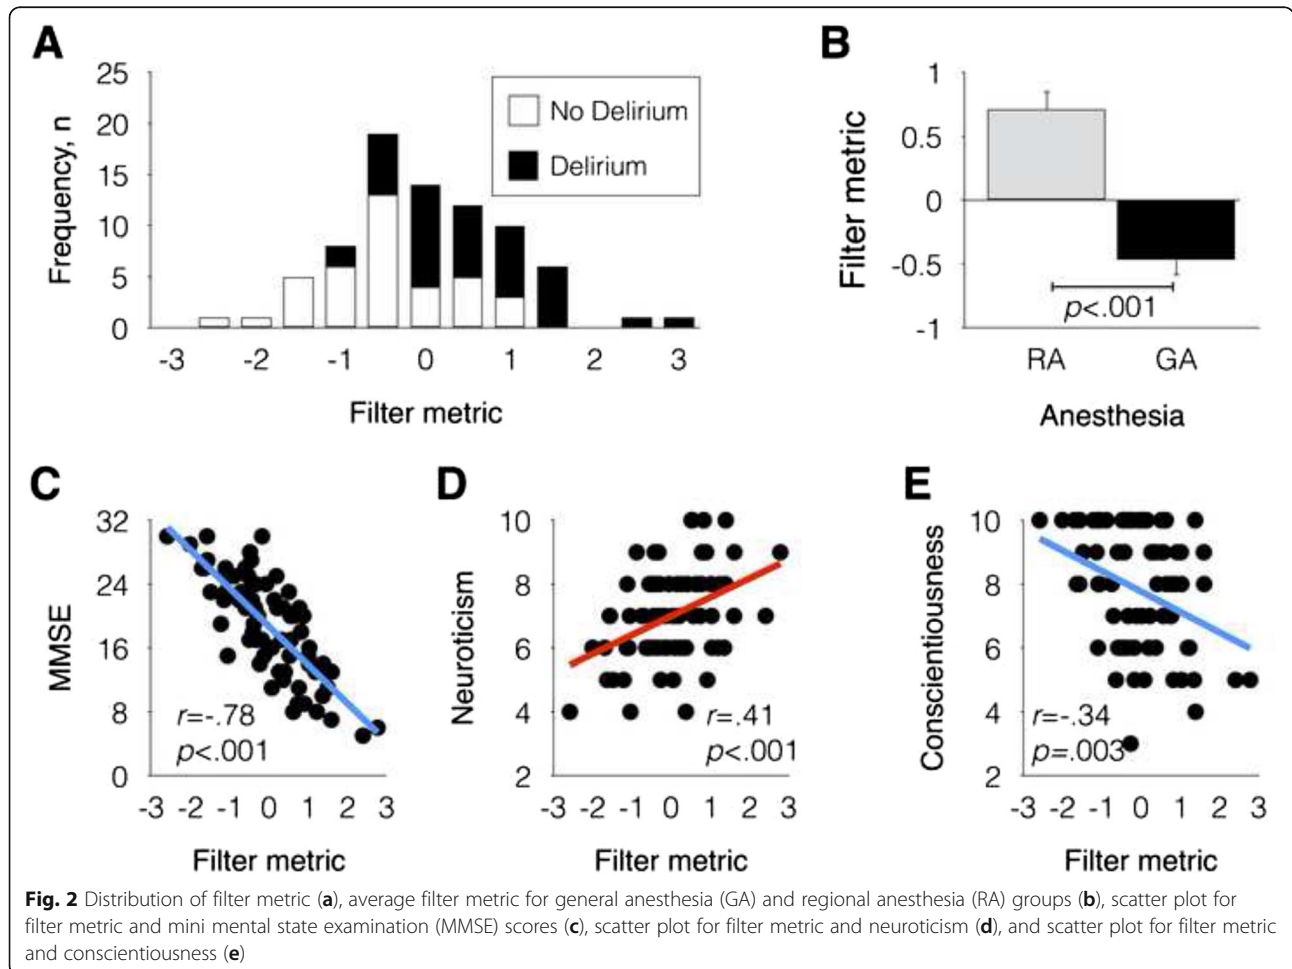 A
25
20
15
10
5
0
Frequency, n
No Delirium
Delirium
-3 -2 -1 0 1 2 3
Filter metric
B
1
0.5
0
-0.5
-1
Filter metric
p<.001
RA GA
Anesthesia
C
32
24
16
8
0
MMSE
r=-.78
p<.001
-3 -2 -1 0 1 2 3
Filter metric
D
10
8
6
4
2
Neuroticism
r=.41
p<.001
-3 -2 -1 0 1 2 3
Filter metric
E
10
8
6
4
2
Conscientiousness
r=-.34
p=.003
-3 -2 -1 0 1 2 3
Filter metric
Fig. 2 Distribution of filter metric (a), average filter metric for general anesthesia (GA) and regional anesthesia (RA) groups (b), scatter plot for
filter metric and mini mental state examination (MMSE) scores (c), scatter plot for filter metric and neuroticism (d), and scatter plot for filter metric
and conscientiousness (e)